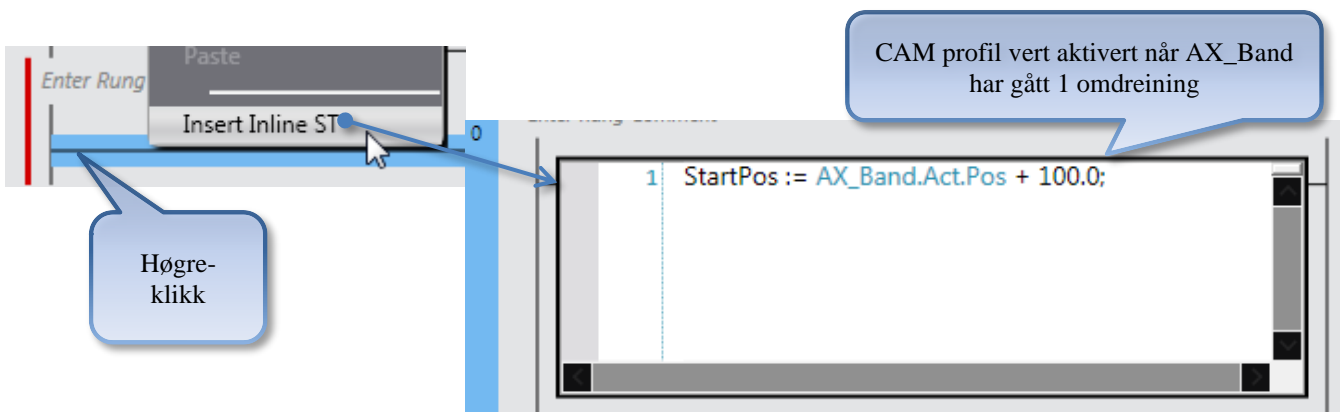 CAM profil vert aktivert når AX_Band
har gått 1 omdreining
Paste
Enter Rung
Insert Inline ST
0
1 StartPos := AX_Band.Act.Pos + 100.0;
Høgre-
klikk